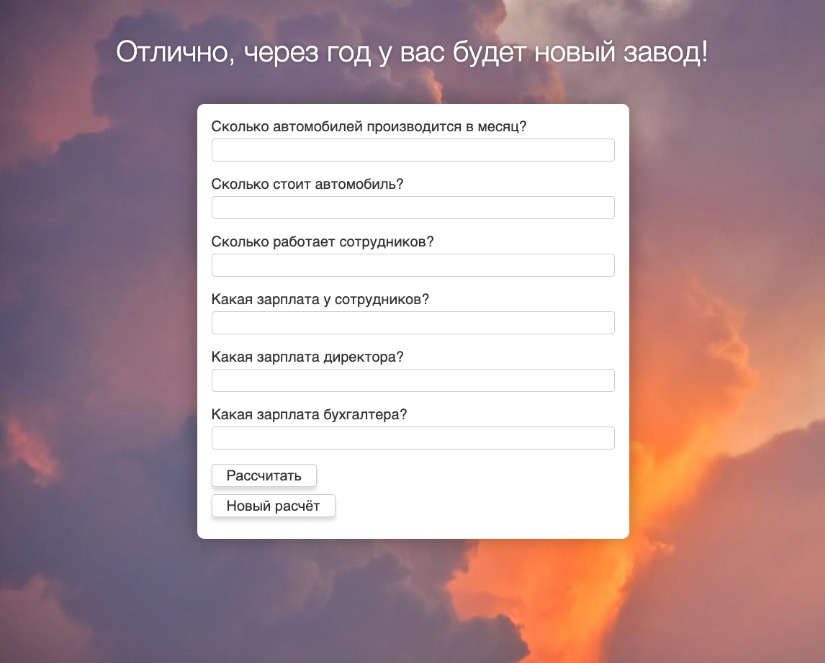 Отлично, через год у вас будет новый завод!
Сколько автомобилей производится в месяц?
Сколько стоит автомобиль?
Сколько работает сотрудников?
Какая зарплата у сотрудников?
Какая зарплата директора?
Какая зарплата бухгалтера?
Рассчитать
Новый расчёт